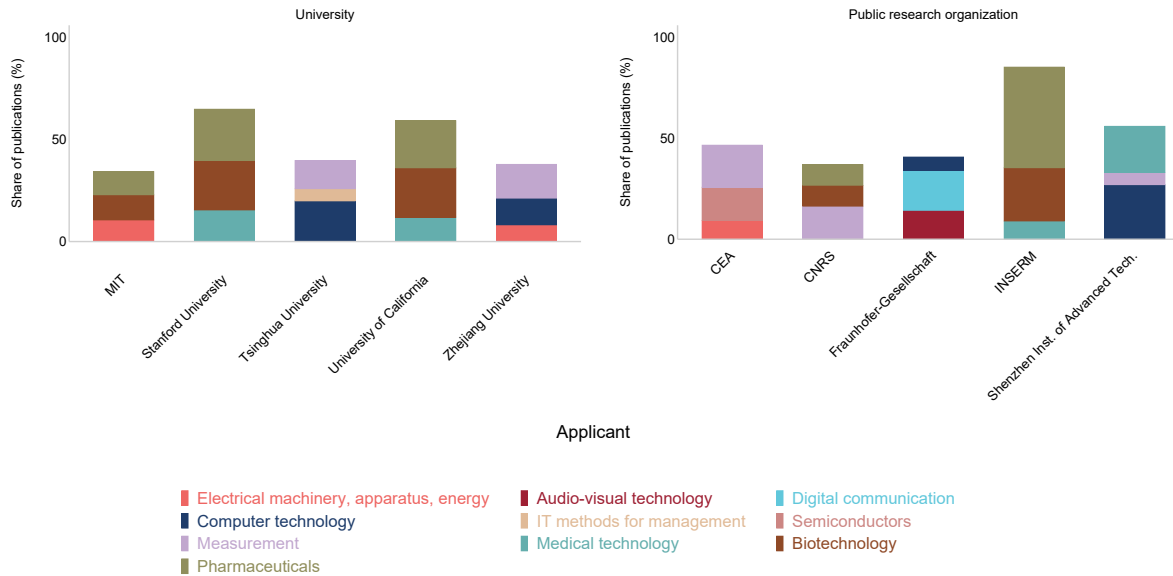 University
Public research organization
Share of publications (%)
100
50
0
MIT
Stanford University
Tsinghua University
University of California
Zhejiang University
Share of publications (%)
100
50
0
CEA
CNRS
Fraunhofer-Gesellschaft
INSERM
Shenzhen Inst. of Advanced Tech.
Applicant
Electrical machinery, apparatus, energy
Audio-visual technology
Digital communication
Computer technology
IT methods for management
Semiconductors
Measurement
Medical technology
Biotechnology
Pharmaceuticals